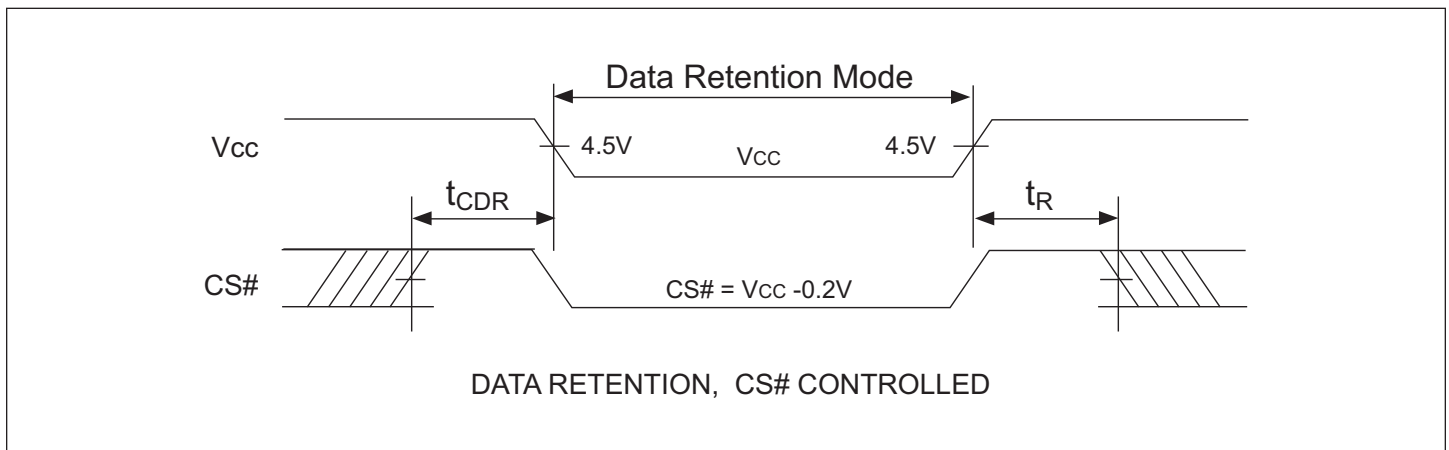 Data Retention Mode
Vcc
4.5V
VCC
4.5V
tCDR
tR
CS#
CS# = VCC -0.2V
DATA RETENTION, CS# CONTROLLED